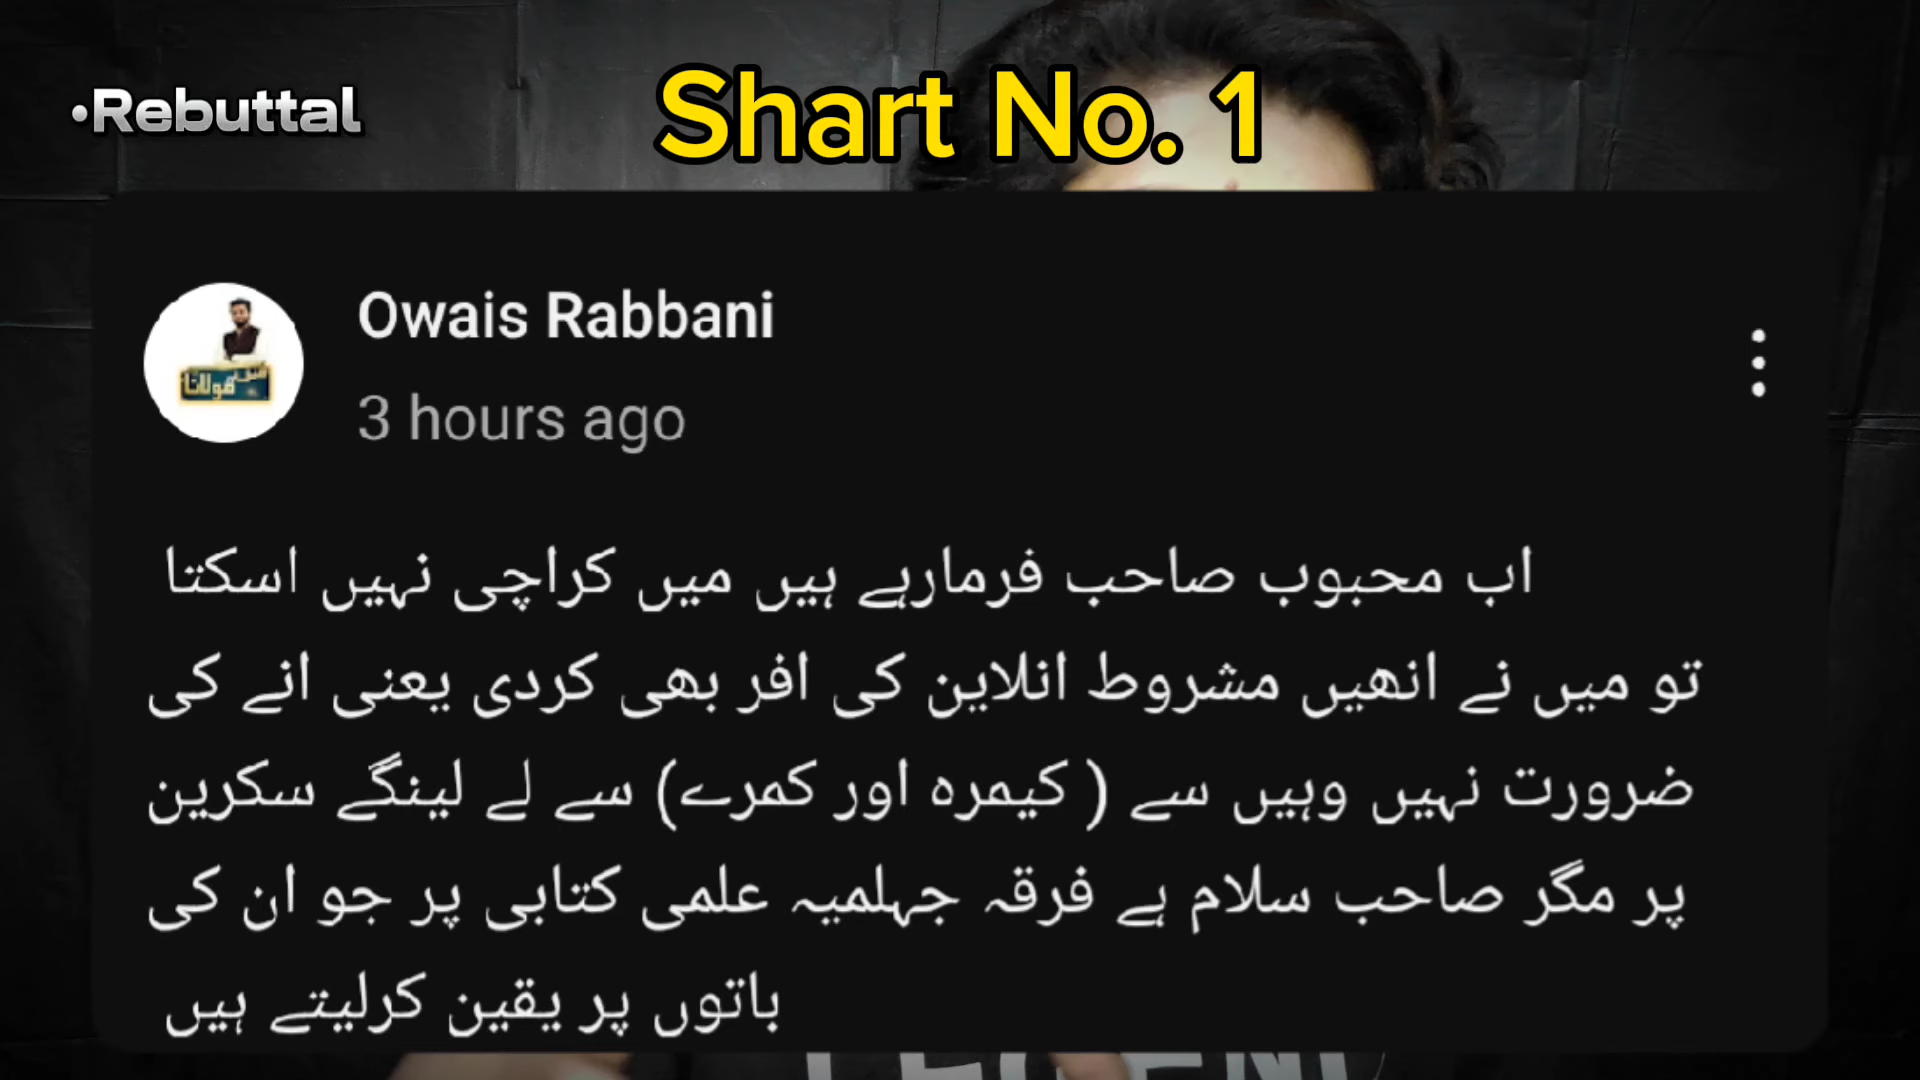 •Rebuttal
Shart No. 1
Owais Rabbani
3 hours ago
مولانا
اب محبوب صاحب فرمارہے ہیں میں کراچی نہیں اسکتا
تو میں نے انھیں مشروط انلاین کی افر بھی کردی یعنی انے کی
ضرورت نہیں وہیں سے ( کیمرہ اور کمرے) سے لے لینگے سکرین
پر مگر صاحب سلام ہے فرقہ جہلمیہ علمی کتابی پر جو ان کی
باتوں پر یقین کرلیتے ہیں